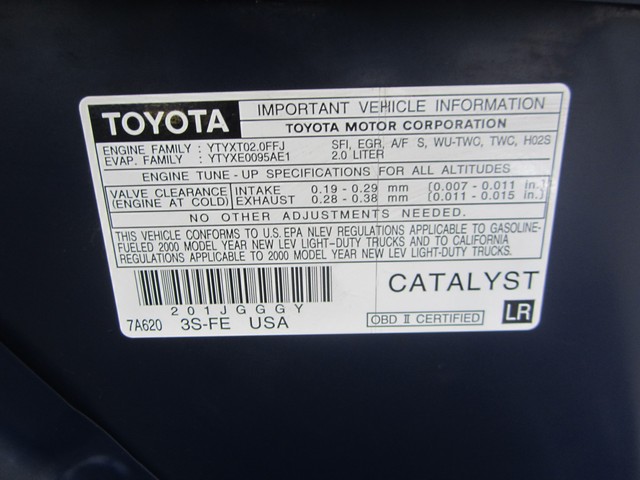 TOYOTA
IMPORTANT VEHICLE INFORMATION
TOYOTA MOTOR CORPORATION
ENGINE FAMILY : YTYXT02.0FFJ SFI, EGR, A/F S, WU-TWC, TWC, H02S
EVAP. FAMILY : YTYXE0095AE1 2.0 LITER
ENGINE TUNE-UP SPECIFICATIONS FOR ALL ALTITUDES
VALVE CLEARANCE INTAKE 0.19 - 0.29 mm (0.007 - 0.011 in.)
(ENGINE AT COLD) EXHAUST 0.28 - 0.38 mm (0.011 - 0.015 in.)
NO OTHER ADJUSTMENTS NEEDED.
THIS VEHICLE CONFORMS TO U.S.EPA NLEV REGULATIONS APPLICABLE TO GASOLINE-
FUELED 2000 MODEL YEAR NEW LEV LIGHT-DUTY TRUCKS AND TO CALIFORNIA
REGULATIONS APPLICABLE TO 2000 MODEL YEAR NEW LEV LIGHT-DUTY TRUCKS.
CATALYST
201JGGGY
7A620 3S-FE USA
OBD II CERTIFIED
LR